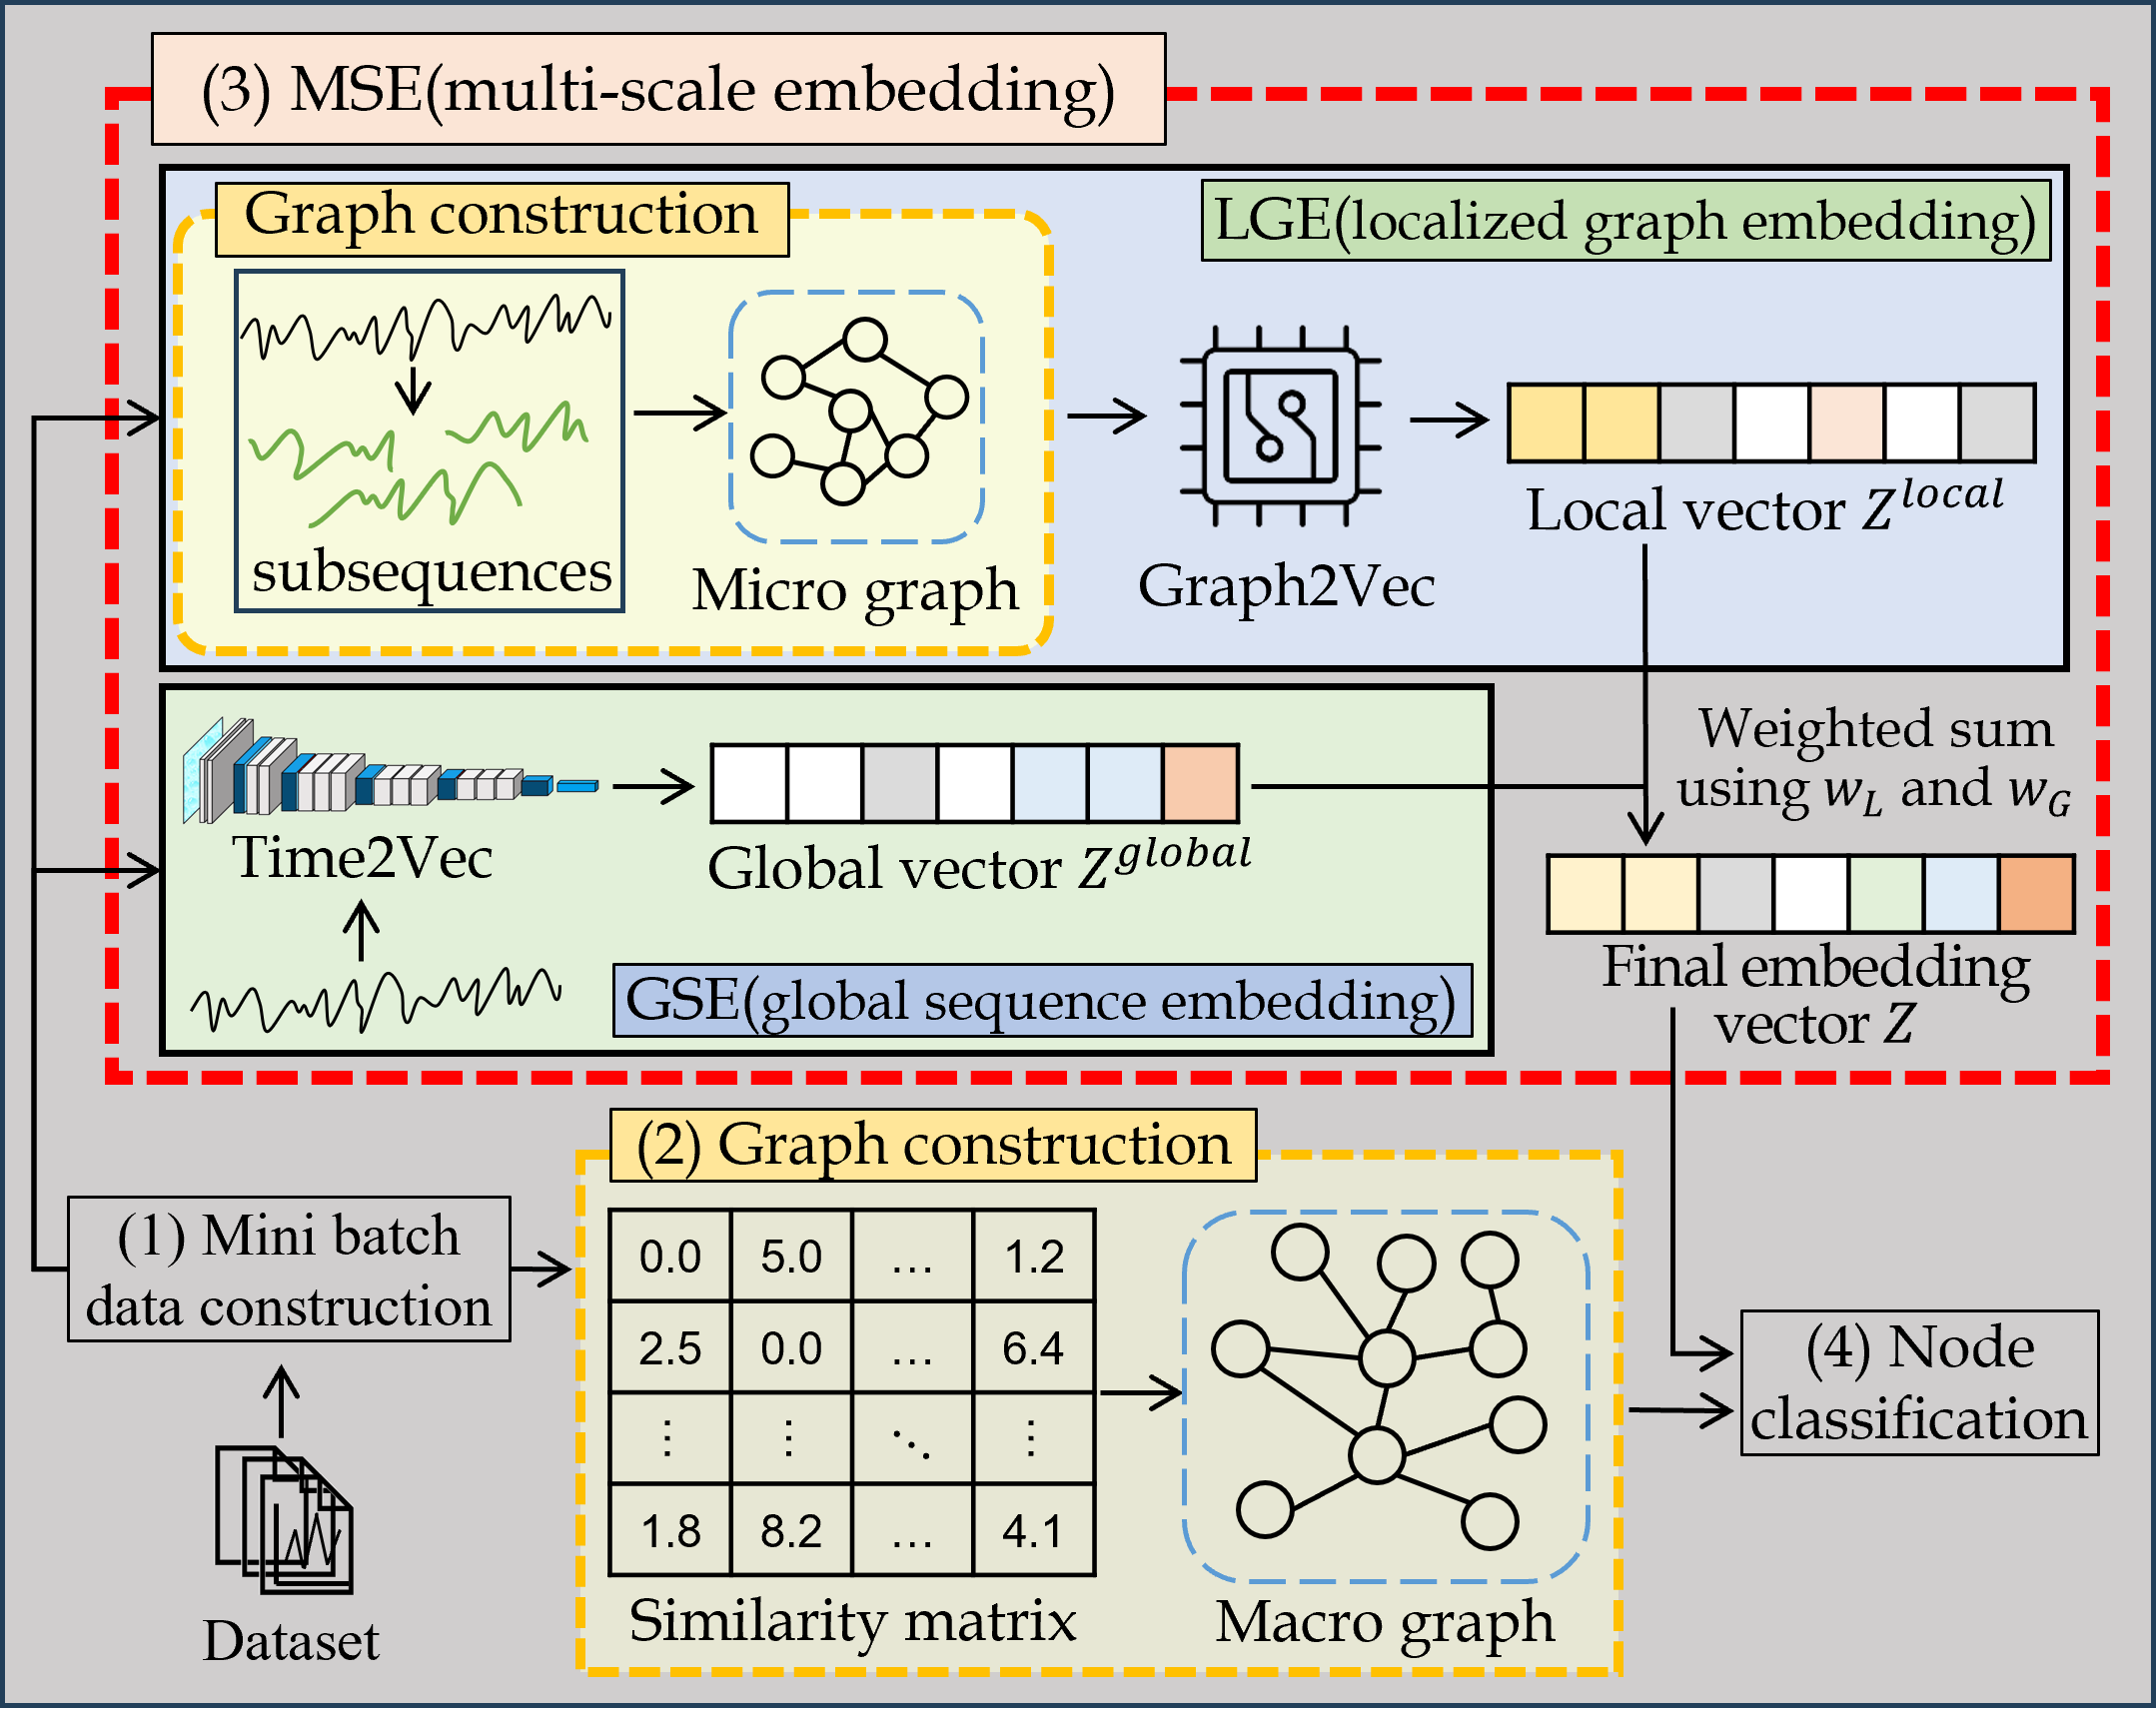 (3) MSE(multi-scale embedding)
Graph construction
LGE(localized graph embedding)
subsequences
Micro graph
Graph2Vec
Local vector Z^local
Time2Vec
Global vector Z^global
GSE(global sequence embedding)
Weighted sum
using w_L and w_G
Final embedding
vector Z
(1) Mini batch
data construction
Dataset
(2) Graph construction
0.0 5.0 … 1.2
2.5 0.0 … 6.4
⋮ ⋮ ⋱ ⋮
1.8 8.2 … 4.1
Similarity matrix
Macro graph
(4) Node
classification